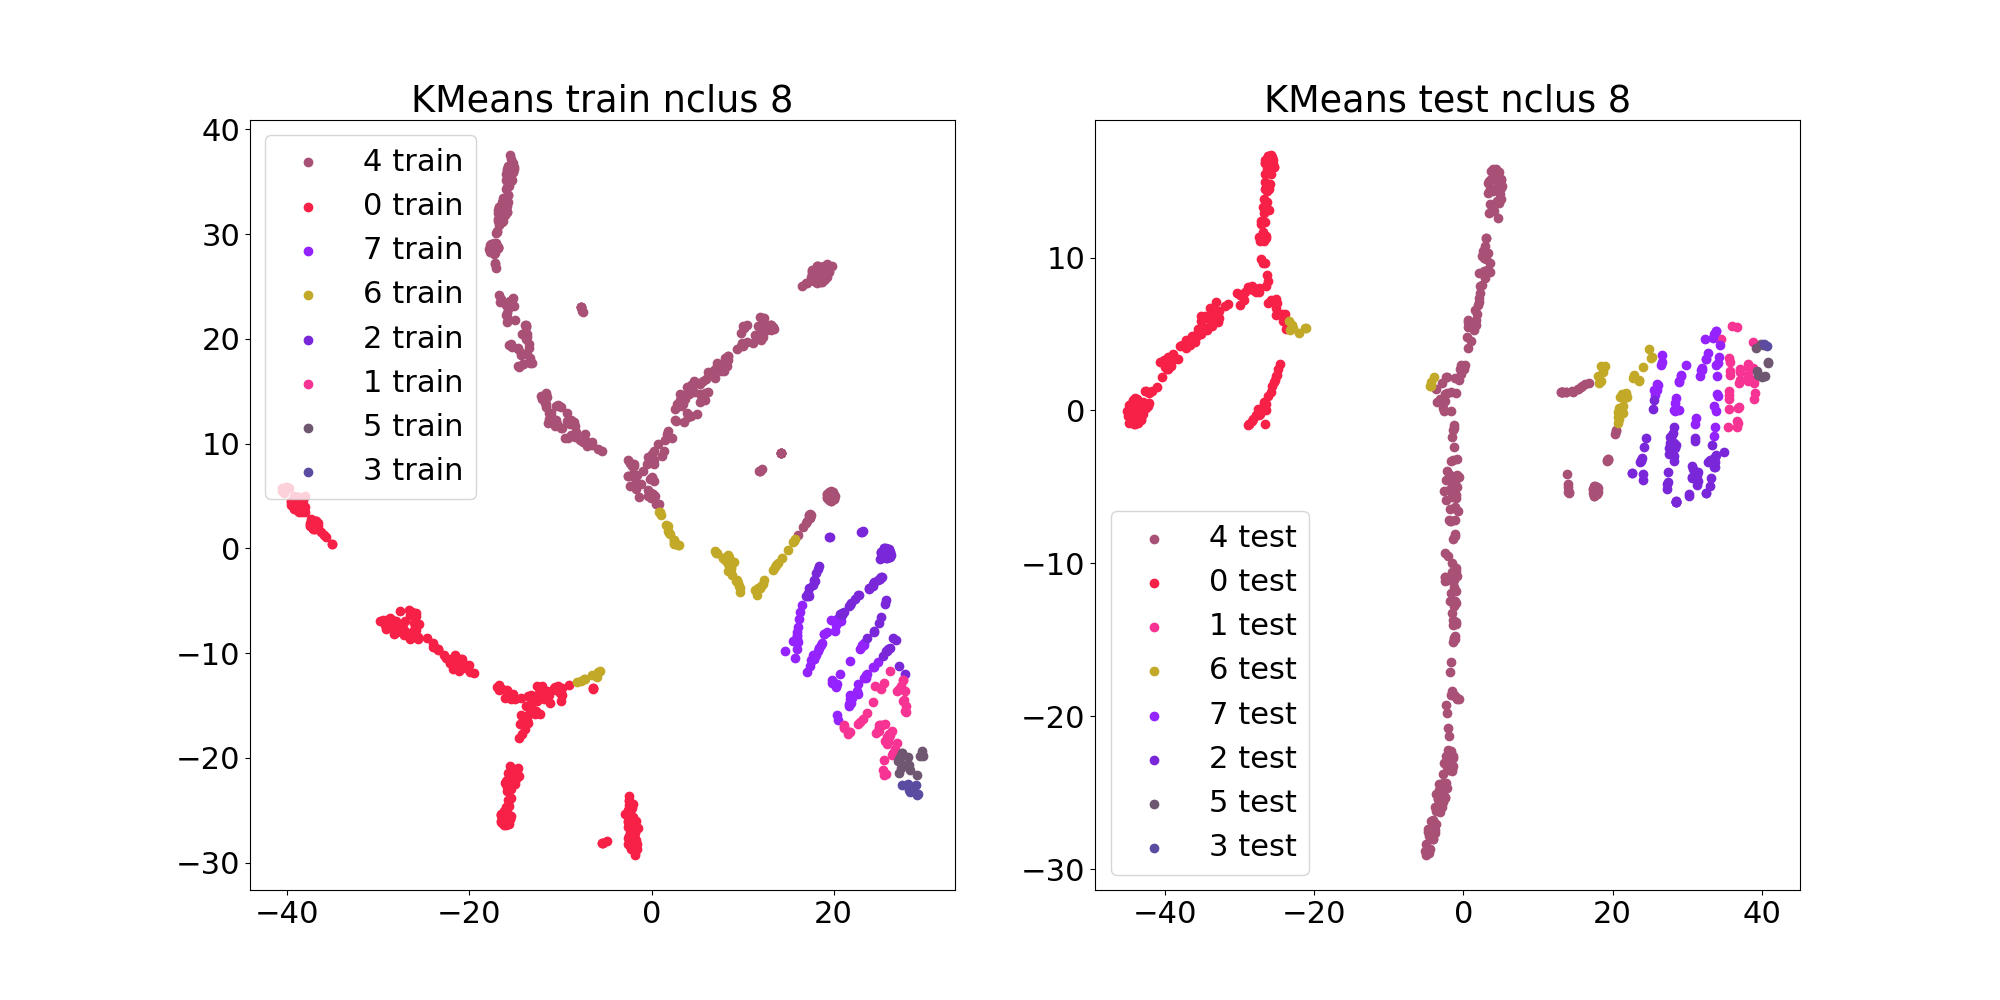 KMeans train nclus 8
40
30
20
10
0
−10
−20
−30
−40
−20
0
20
4 train
0 train
7 train
6 train
2 train
1 train
5 train
3 train
KMeans test nclus 8
10
0
−10
−20
−30
−40
−20
0
20
40
4 test
0 test
1 test
6 test
7 test
2 test
5 test
3 test